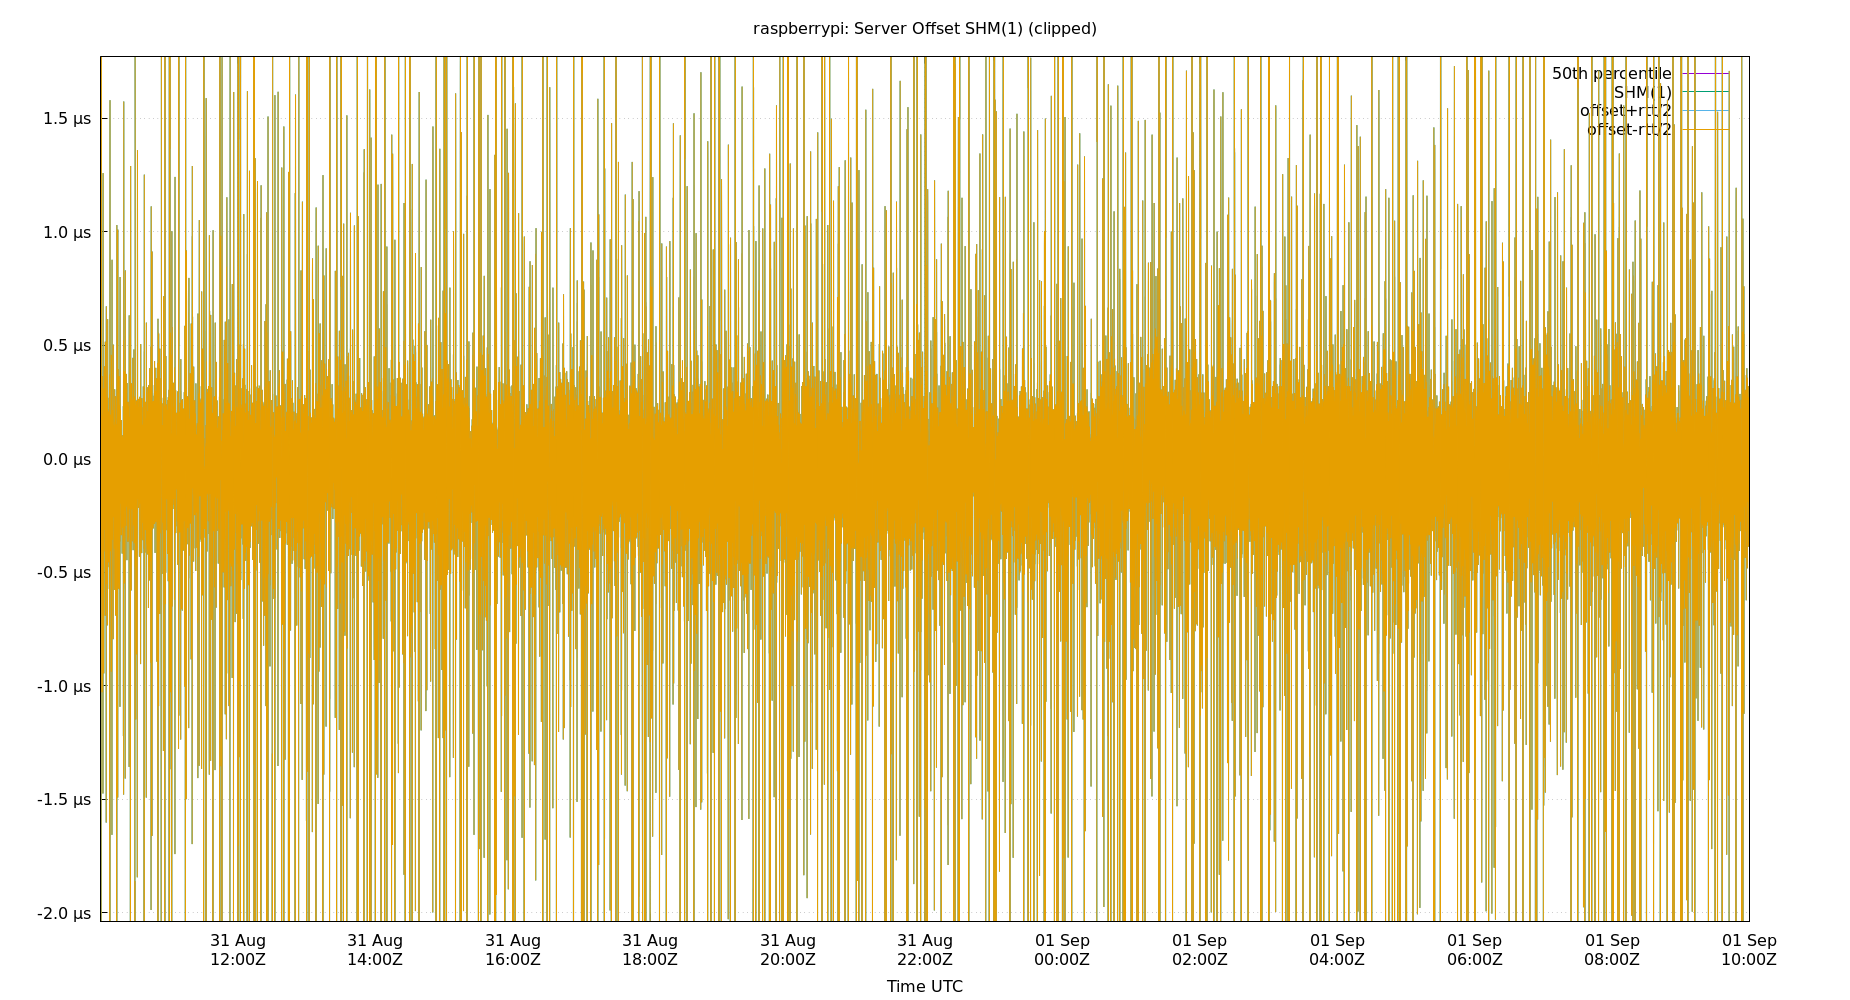 raspberrypi: Server Offset SHM(1) (clipped)
50th percentile
SHM(1)
offset+rtt/2
offset-rtt/2
1.5 µs
1.0 µs
0.5 µs
0.0 µs
-0.5 µs
-1.0 µs
-1.5 µs
-2.0 µs
31 Aug 31 Aug 31 Aug 31 Aug 31 Aug 31 Aug 01 Sep 01 Sep 01 Sep 01 Sep 01 Sep 01 Sep
12:00Z 14:00Z 16:00Z 18:00Z 20:00Z 22:00Z 00:00Z 02:00Z 04:00Z 06:00Z 08:00Z 10:00Z
Time UTC